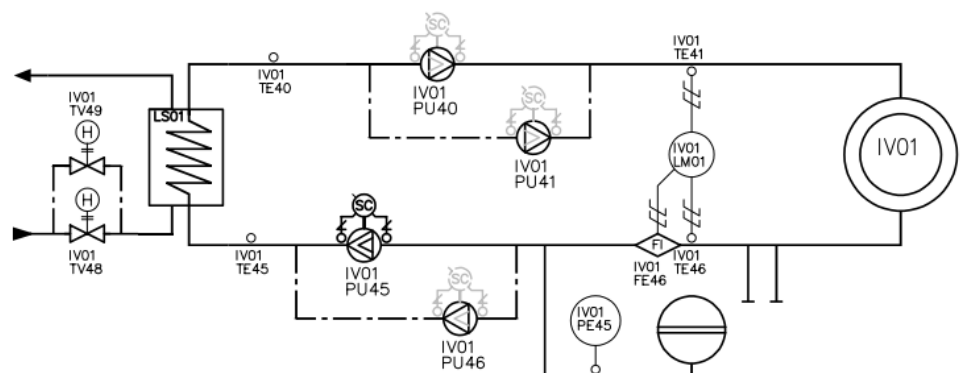 SC
IV01
TE41
IV01
TE40
IV01
PU40
IV01
TV49
LS01
SC
H
IV01
LM01
IV01
IV01
PU41
H
SC
FI
IV01
TV48
IV01
TE45
IV01
PU45
IV01
FE46
IV01
TE46
SC
IV01
PE45
IV01
PU46